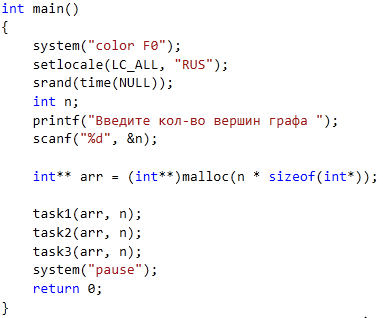 int main()
{
    system("color F0");
    setlocale(LC_ALL, "RUS");
    srand(time(NULL));
    int n;
    printf("Введите кол-во вершин графа ");
    scanf("%d", &n);

    int** arr = (int**)malloc(n * sizeof(int*));

    task1(arr, n);
    task2(arr, n);
    task3(arr, n);
    system("pause");
    return 0;
}